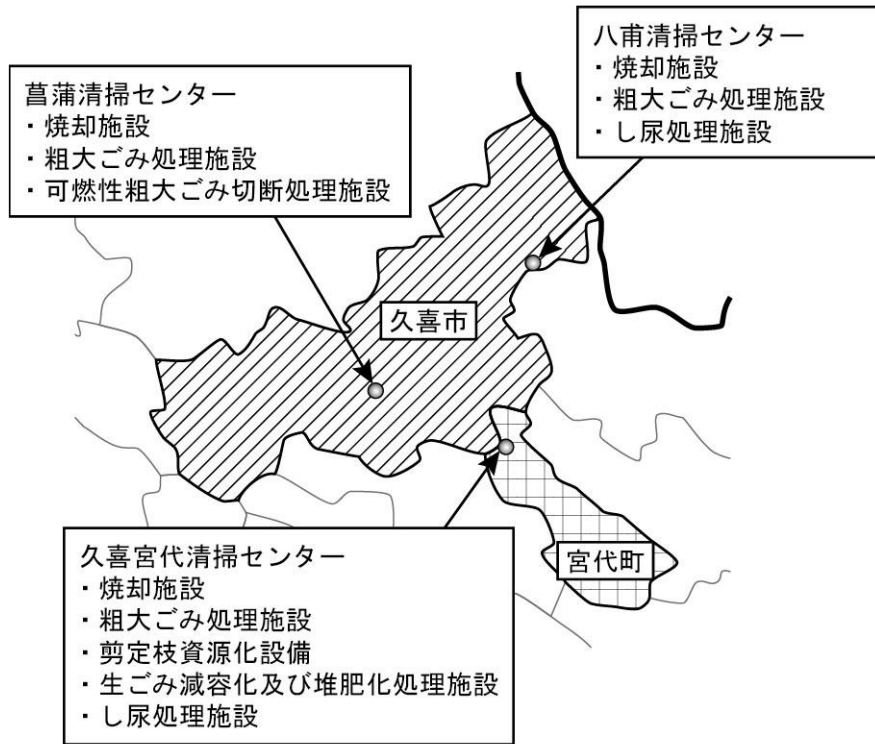 八甫清掃センター
・焼却施設
・粗大ごみ処理施設
・し尿処理施設
菖蒲清掃センター
・焼却施設
・粗大ごみ処理施設
・可燃性粗大ごみ切断処理施設
久喜市
宮代町
久喜宮代清掃センター
・焼却施設
・粗大ごみ処理施設
・剪定枝資源化設備
・生ごみ減容化及び堆肥化処理施設
・し尿処理施設